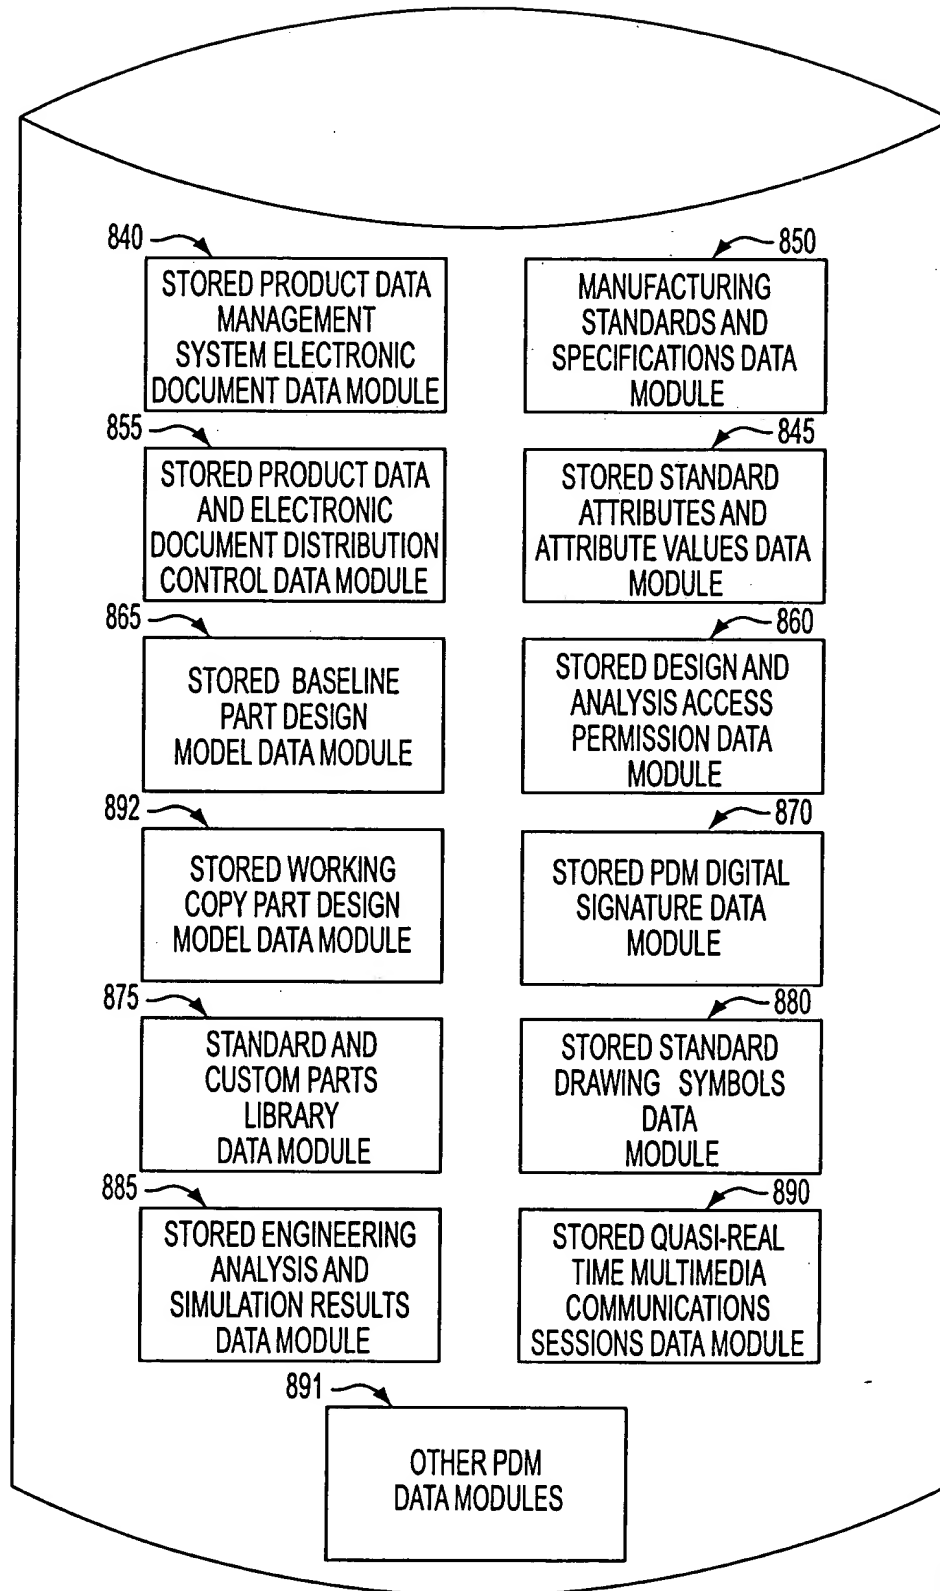 840
STORED PRODUCT DATA
MANAGEMENT
SYSTEM ELECTRONIC
DOCUMENT DATA MODULE
850
MANUFACTURING
STANDARDS AND
SPECIFICATIONS DATA
MODULE
855
STORED PRODUCT DATA
AND ELECTRONIC
DOCUMENT DISTRIBUTION
CONTROL DATA MODULE
845
STORED STANDARD
ATTRIBUTES AND
ATTRIBUTE VALUES DATA
MODULE
865
STORED BASELINE
PART DESIGN
MODEL DATA MODULE
860
STORED DESIGN AND
ANALYSIS ACCESS
PERMISSION DATA
MODULE
892
STORED WORKING
COPY PART DESIGN
MODEL DATA MODULE
870
STORED PDM DIGITAL
SIGNATURE DATA
MODULE
875
STANDARD AND
CUSTOM PARTS
LIBRARY
DATA MODULE
880
STORED STANDARD
DRAWING SYMBOLS
DATA
MODULE
885
STORED ENGINEERING
ANALYSIS AND
SIMULATION RESULTS
DATA MODULE
890
STORED QUASI-REAL
TIME MULTIMEDIA
COMMUNICATIONS
SESSIONS DATA MODULE
891
OTHER PDM
DATA MODULES